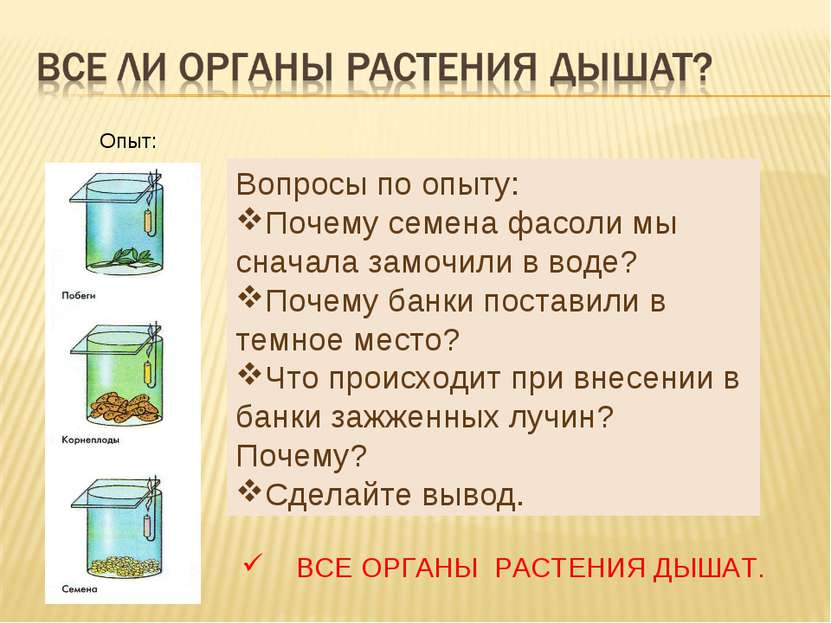 ВСЕ ЛИ ОРГАНЫ РАСТЕНИЯ ДЫШАТ?
Опыт:
Побеги
Корнеплоды
Семена
Вопросы по опыту:
❖Почему семена фасоли мы
сначала замочили в воде?
❖Почему банки поставили в
темное место?
❖Что происходит при внесении в
банки зажженных лучин?
Почему?
❖Сделайте вывод.
✓ ВСЕ ОРГАНЫ РАСТЕНИЯ ДЫШАТ.